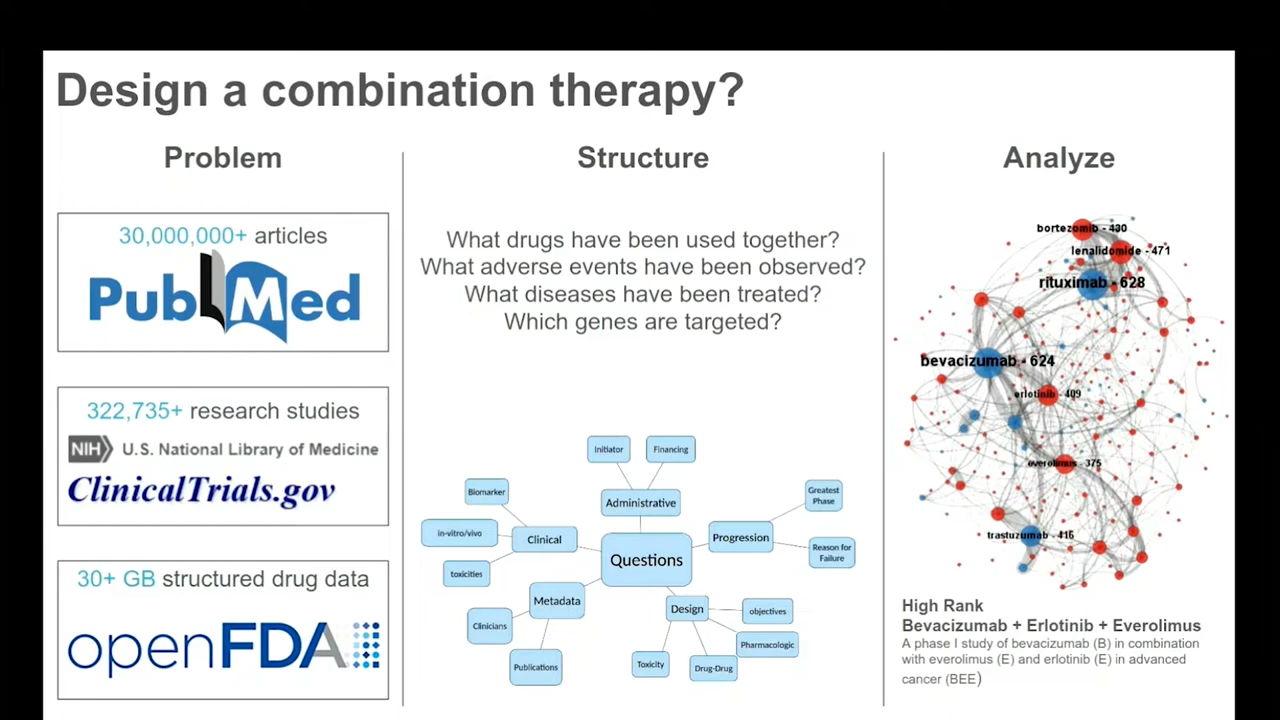 Design a combination therapy?
Problem
30,000,000+ articles
PubMed
322,735+ research studies
NIH U.S. National Library of Medicine
ClinicalTrials.gov
30+ GB structured drug data
openFDA
Structure
What drugs have been used together?
What adverse events have been observed?
What diseases have been treated?
Which genes are targeted?
Initiator
Financing
Administrative
Biomarker
in-vitro/vivo
Clinical
toxicities
Greatest
Phase
Progression
Reason for
Failure
Questions
Metadata
Clinicians
Publications
Design
objectives
Pharmacologic
Toxicity
Drug-Drug
Analyze
bortezomib - 430
lenalidomide - 471
rituximab - 628
bevacizumab - 624
erlotinib - 409
everolimus - 375
trastuzumab - 416
High Rank
Bevacizumab + Erlotinib + Everolimus
A phase I study of bevacizumab (B) in combination
with everolimus (E) and erlotinib (E) in advanced
cancer (BEE)